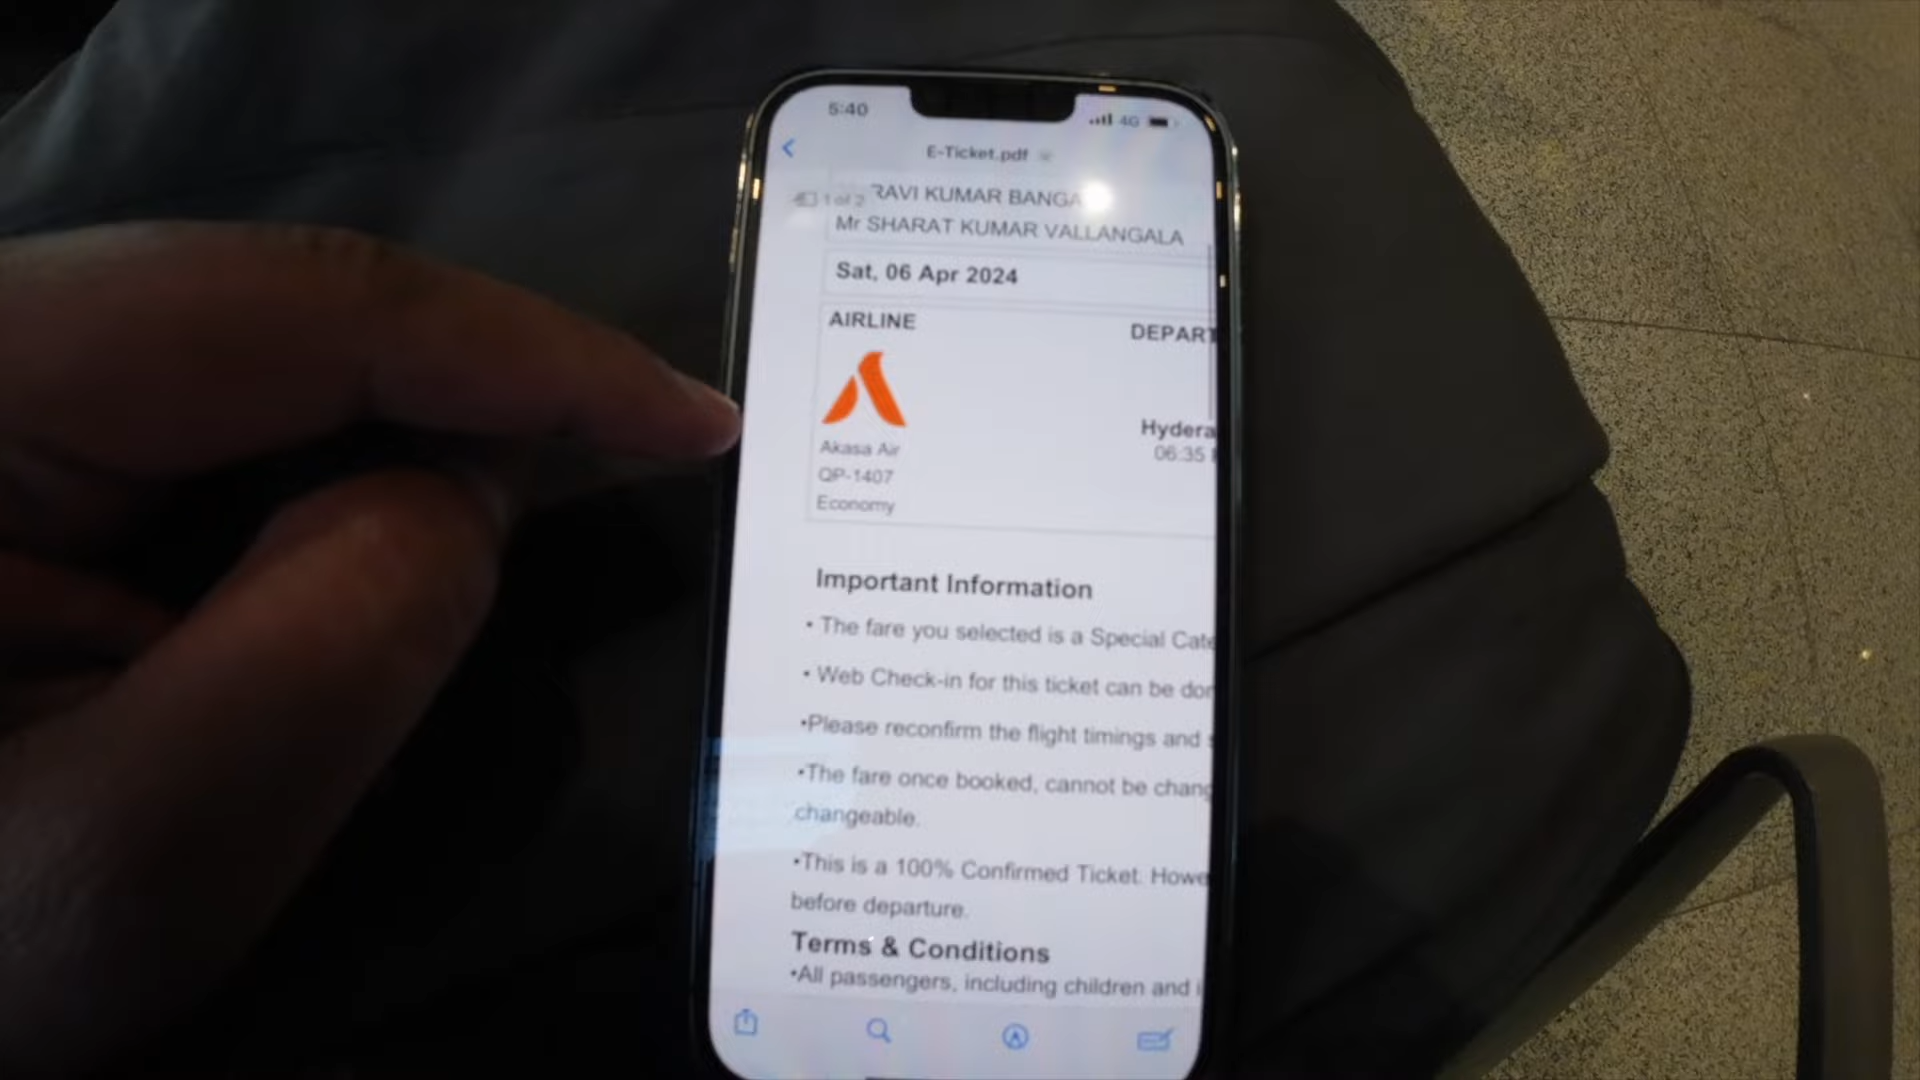 5:40
4G
E-Ticket.pdf
1 of 2
RAVI KUMAR BANGA
Mr SHARAT KUMAR VALLANGALA
Sat, 06 Apr 2024
AIRLINE
DEPART
Akasa Air
QP-1407
Economy
Hydera
06:35
Important Information
• The fare you selected is a Special Cate
• Web Check-in for this ticket can be don
•Please reconfirm the flight timings and
•The fare once booked, cannot be chang
changeable.
•This is a 100% Confirmed Ticket. Howe
before departure.
Terms & Conditions
•All passengers, including children and i